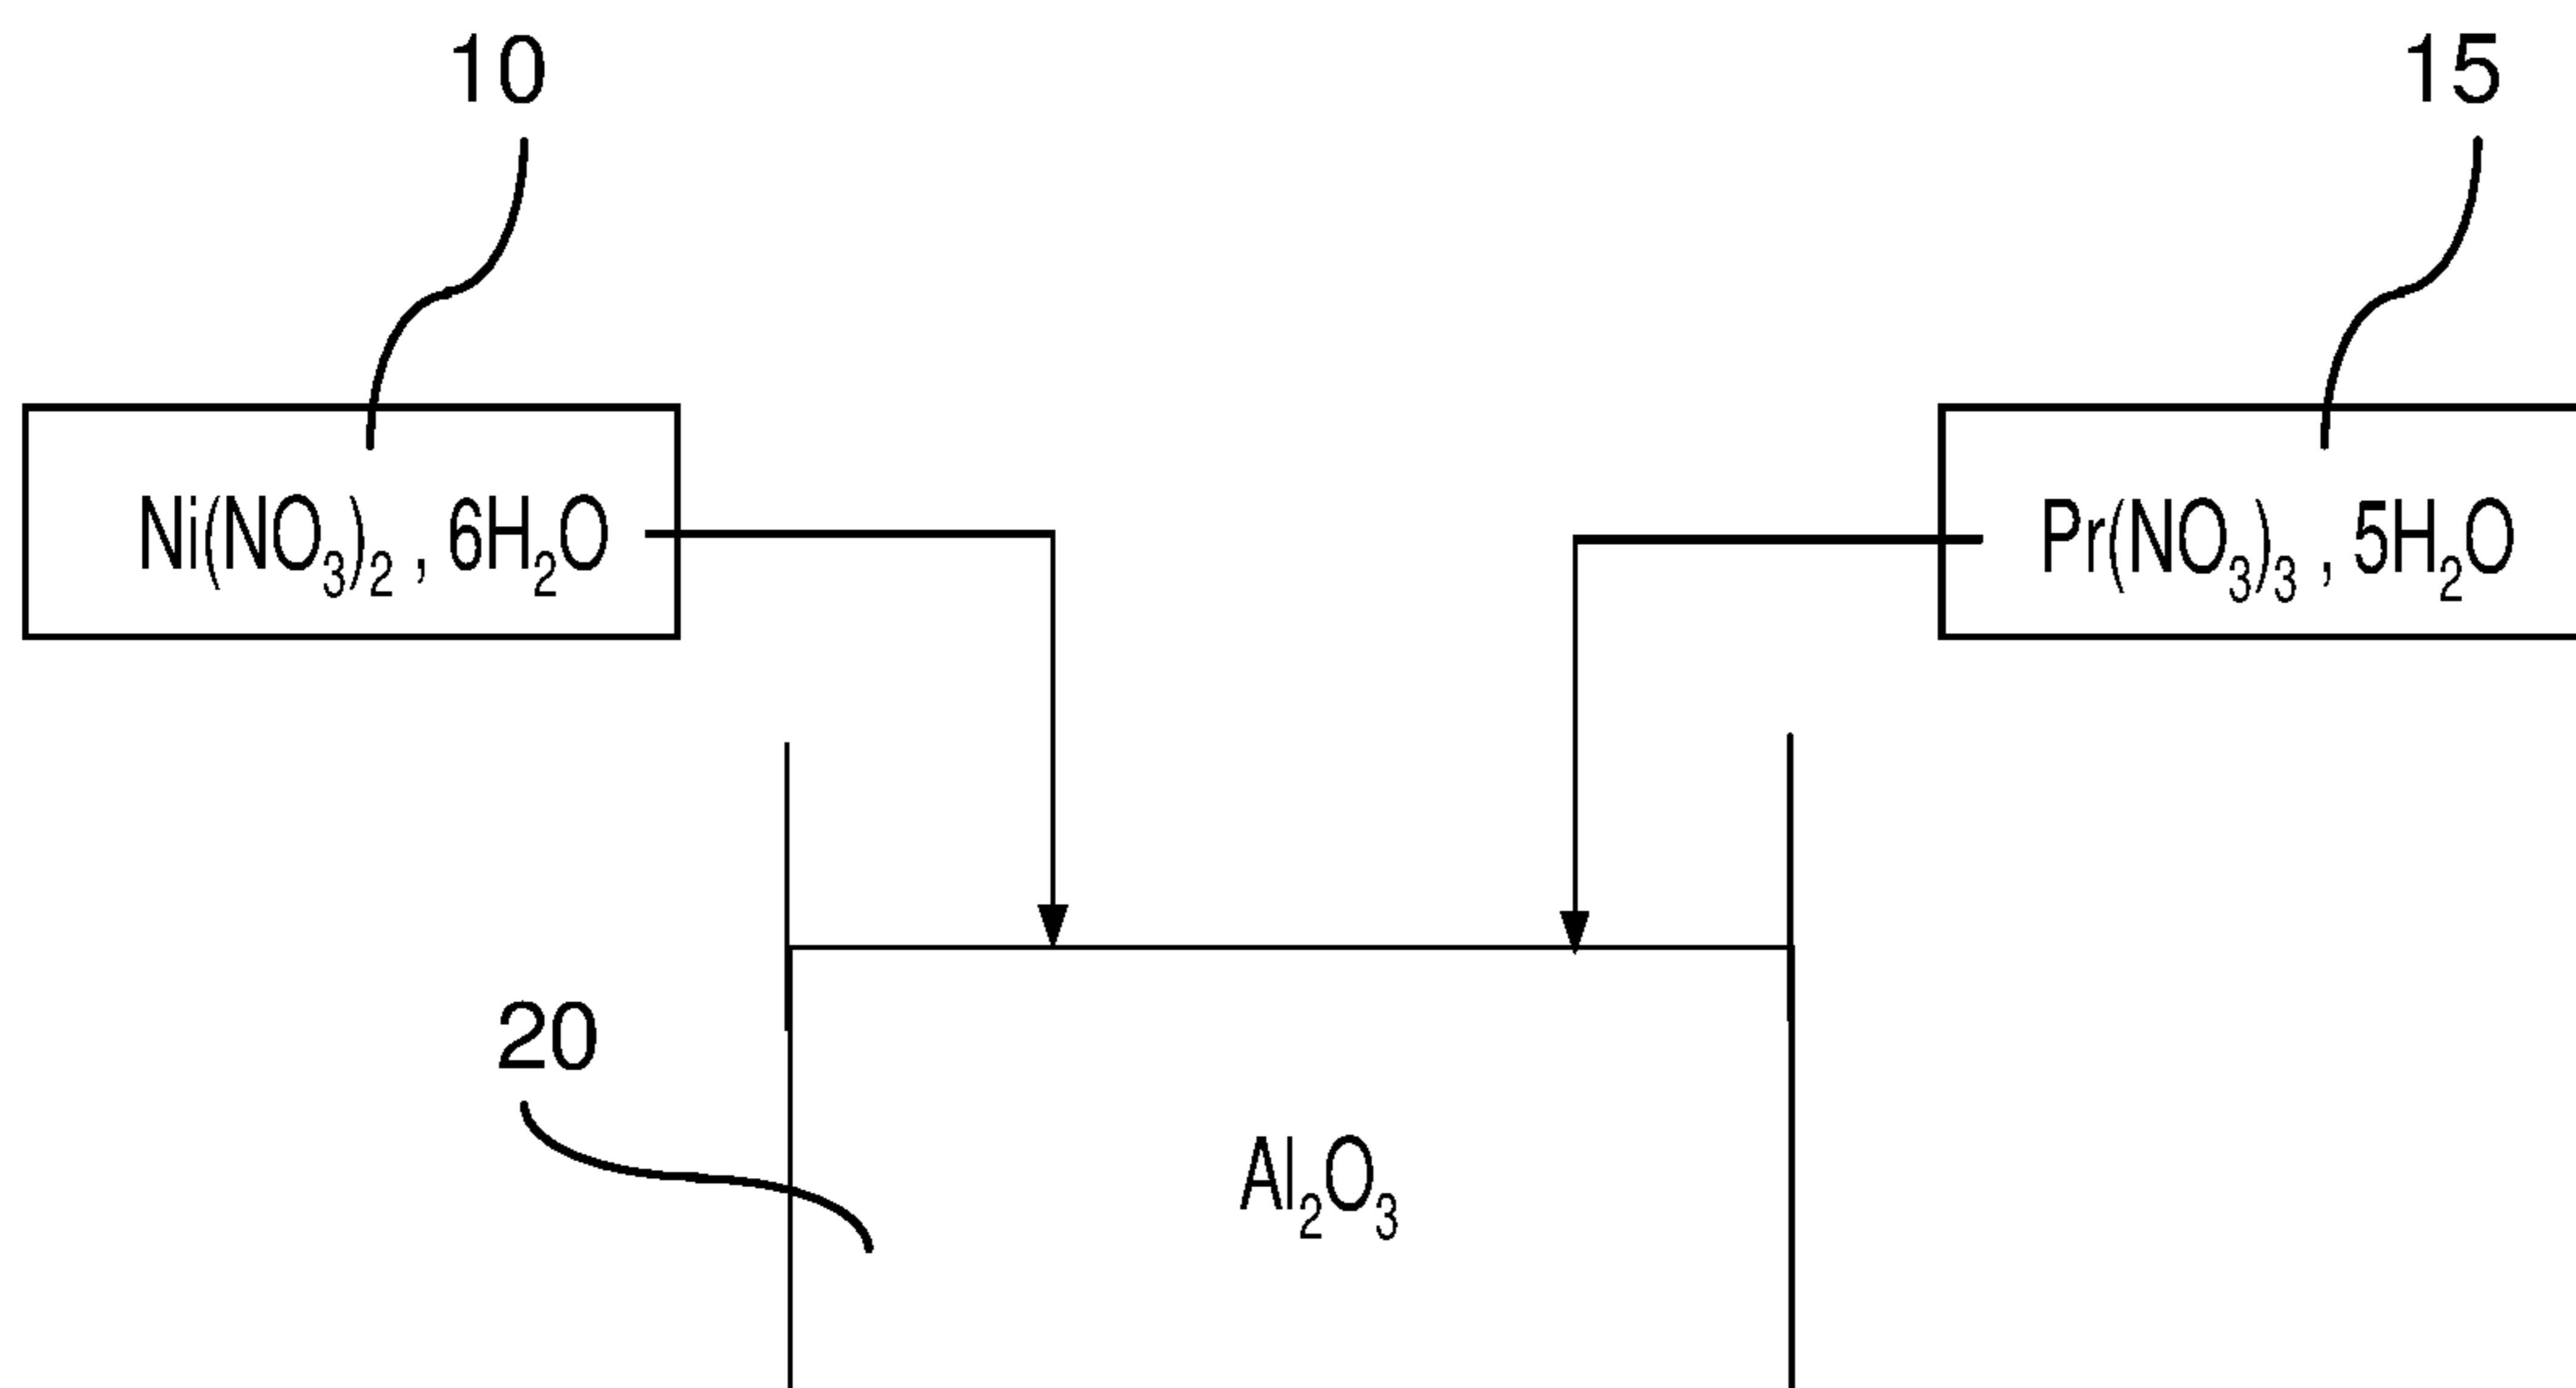 10
15
Ni(NO₃)₂ , 6H₂O
Pr(NO₃)₃ , 5H₂O
20
Al₂O₃